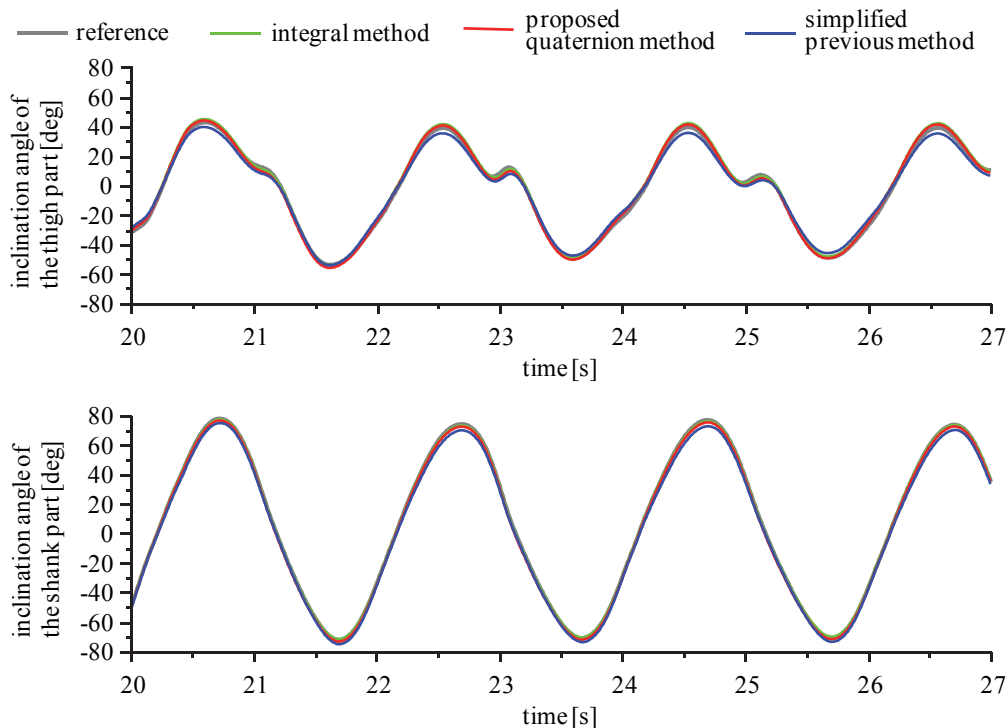 reference
integral method
proposed
quaternion method
simplified
previous method
inclination angle of
the thigh part [deg]
80
60
40
20
0
-20
-40
-60
-80
20
21
22
23
24
25
26
27
time [s]
inclination angle of
the shank part [deg]
80
60
40
20
0
-20
-40
-60
-80
20
21
22
23
24
25
26
27
time [s]